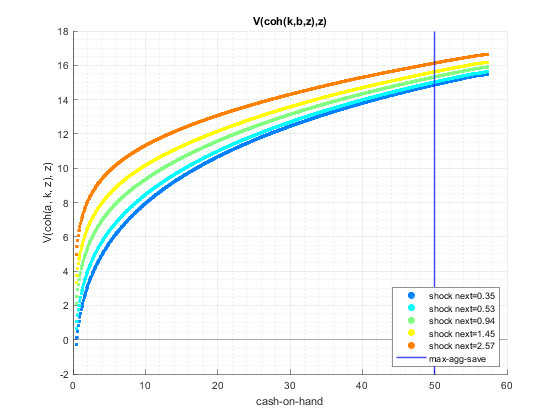 V(coh(k,b,z),z)
V(coh(a, k, z), z)
18
16
14
12
10
8
6
4
2
0
-2
0
10
20
30
40
50
60
cash-on-hand
shock next=0.35
shock next=0.53
shock next=0.94
shock next=1.45
shock next=2.57
max-agg-save